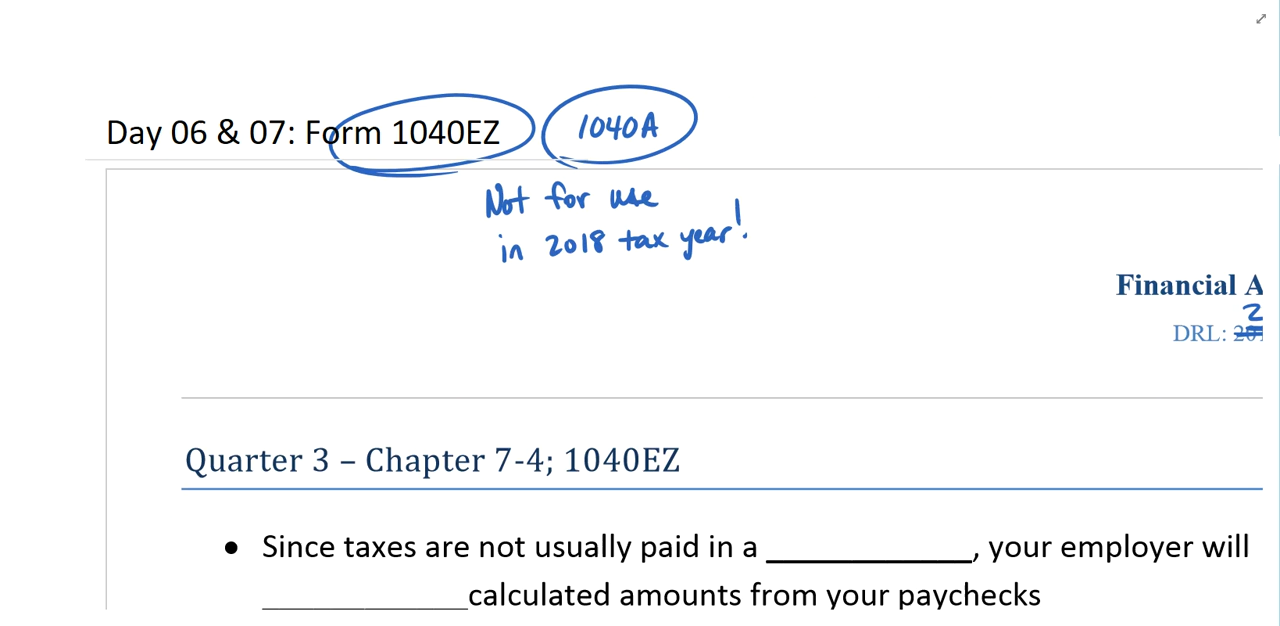 Day 06 & 07: Form 1040EZ 1040A
Not for use
in 2018 tax year!
Financial A
2
DRL: 201
Quarter 3 – Chapter 7-4; 1040EZ
• Since taxes are not usually paid in a ____________, your employer will
____________calculated amounts from your paychecks